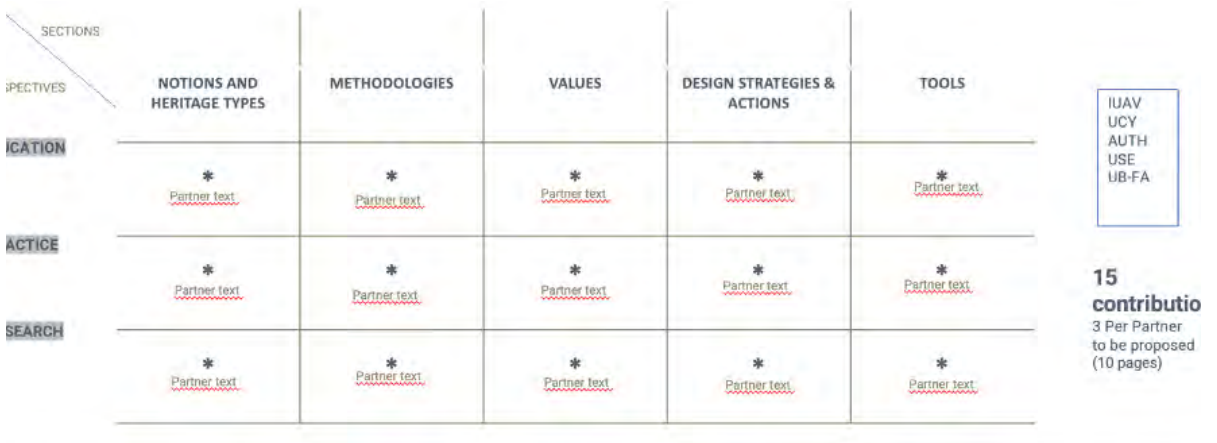 SECTIONS
SPECTIVES
NOTIONS AND
HERITAGE TYPES
METHODOLOGIES
VALUES
DESIGN STRATEGIES &
ACTIONS
TOOLS
UCATION
*
Partner text
*
Partner text
*
Partner text
*
Partner text
*
Partner text
ACTICE
*
Partner text
*
Partner text
*
Partner text
*
Partner text
*
Partner text
SEARCH
*
Partner text
*
Partner text
*
Partner text
*
Partner text
*
Partner text
IUAV
UCY
AUTH
USE
UB-FA
15
contributio
3 Per Partner
to be proposed
(10 pages)